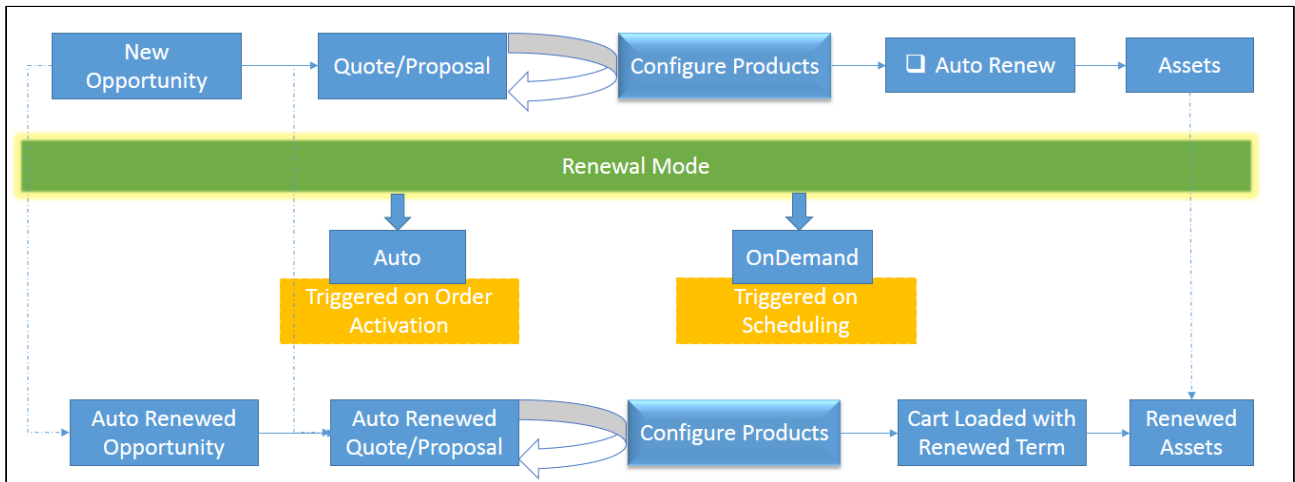 New
Opportunity
Quote/Proposal
Configure Products
Auto Renew
Assets
Renewal Mode
Auto
Triggered on Order
Activation
OnDemand
Triggered on
Scheduling
Auto Renewed
Opportunity
Auto Renewed
Quote/Proposal
Configure Products
Cart Loaded with
Renewed Term
Renewed
Assets